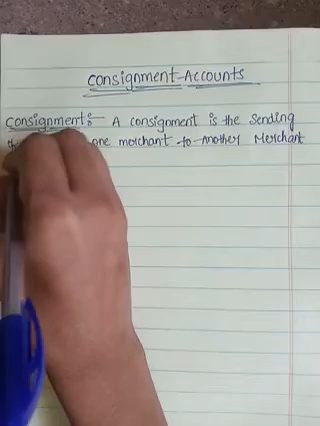 consignment Accounts
consignment:- A consignment is the sending
one merchant to Another Merchant